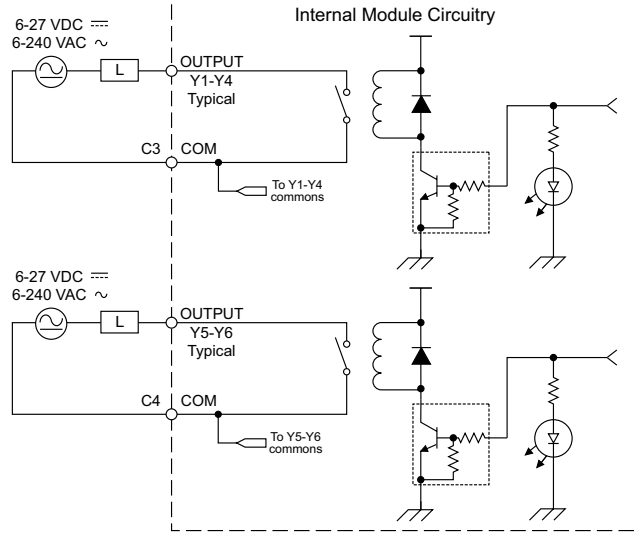 Internal Module Circuitry
6-27 VDC ⎓
6-240 VAC ∼
L
OUTPUT
Y1-Y4
Typical
C3
COM
To Y1-Y4
commons
6-27 VDC ⎓
6-240 VAC ∼
L
OUTPUT
Y5-Y6
Typical
C4
COM
To Y5-Y6
commons